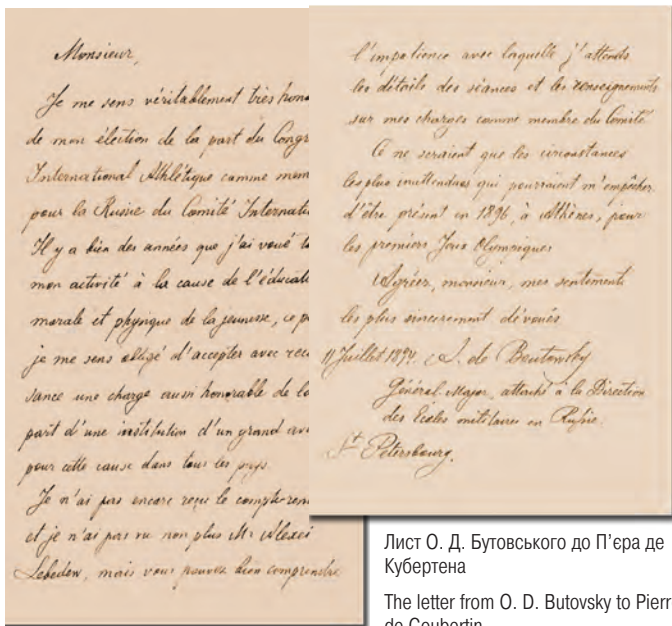 Monsieur,
Je me sens véritablement très hono
de mon élection de la part du Congr
International Athlétique comme mem
pour la Russie du Comité Internatio
Il y a bien des années que j'ai voué to
mon activité à la cause de l'éducati
morale et physique de la jeunesse, ce p
je me sens obligé d'accepter avec reco
sance une charge aussi honorable de la
part d'une institution d'un grand ave
pour cette cause dans tous les pays.
Je n'ai pas encore reçu le compte-rend
et je n'ai pas vu non plus Mr Alexei
Lebedew, mais vous pouvez bien comprendre
l'impatience avec laquelle j'attends
les détails des séances et les renseignements
sur mes charges comme membre du Comité
Ce ne seraient que les circonstances
les plus inattendues qui pourraient m'empêcher
d'être présent en 1896, à Athènes, pour
les premiers Jeux Olympiques
Agréez, monsieur, mes sentiments
les plus sincèrement dévoués
11 Juillet 1894. A. de Boutowsky
Général-Major, attaché à la Direction
des Ecoles militaires en Russie.
St Petersbourg.
Лист О. Д. Бутовського до П'єра де
Кубертена
The letter from O. D. Butovsky to Pierr
de Coubertin